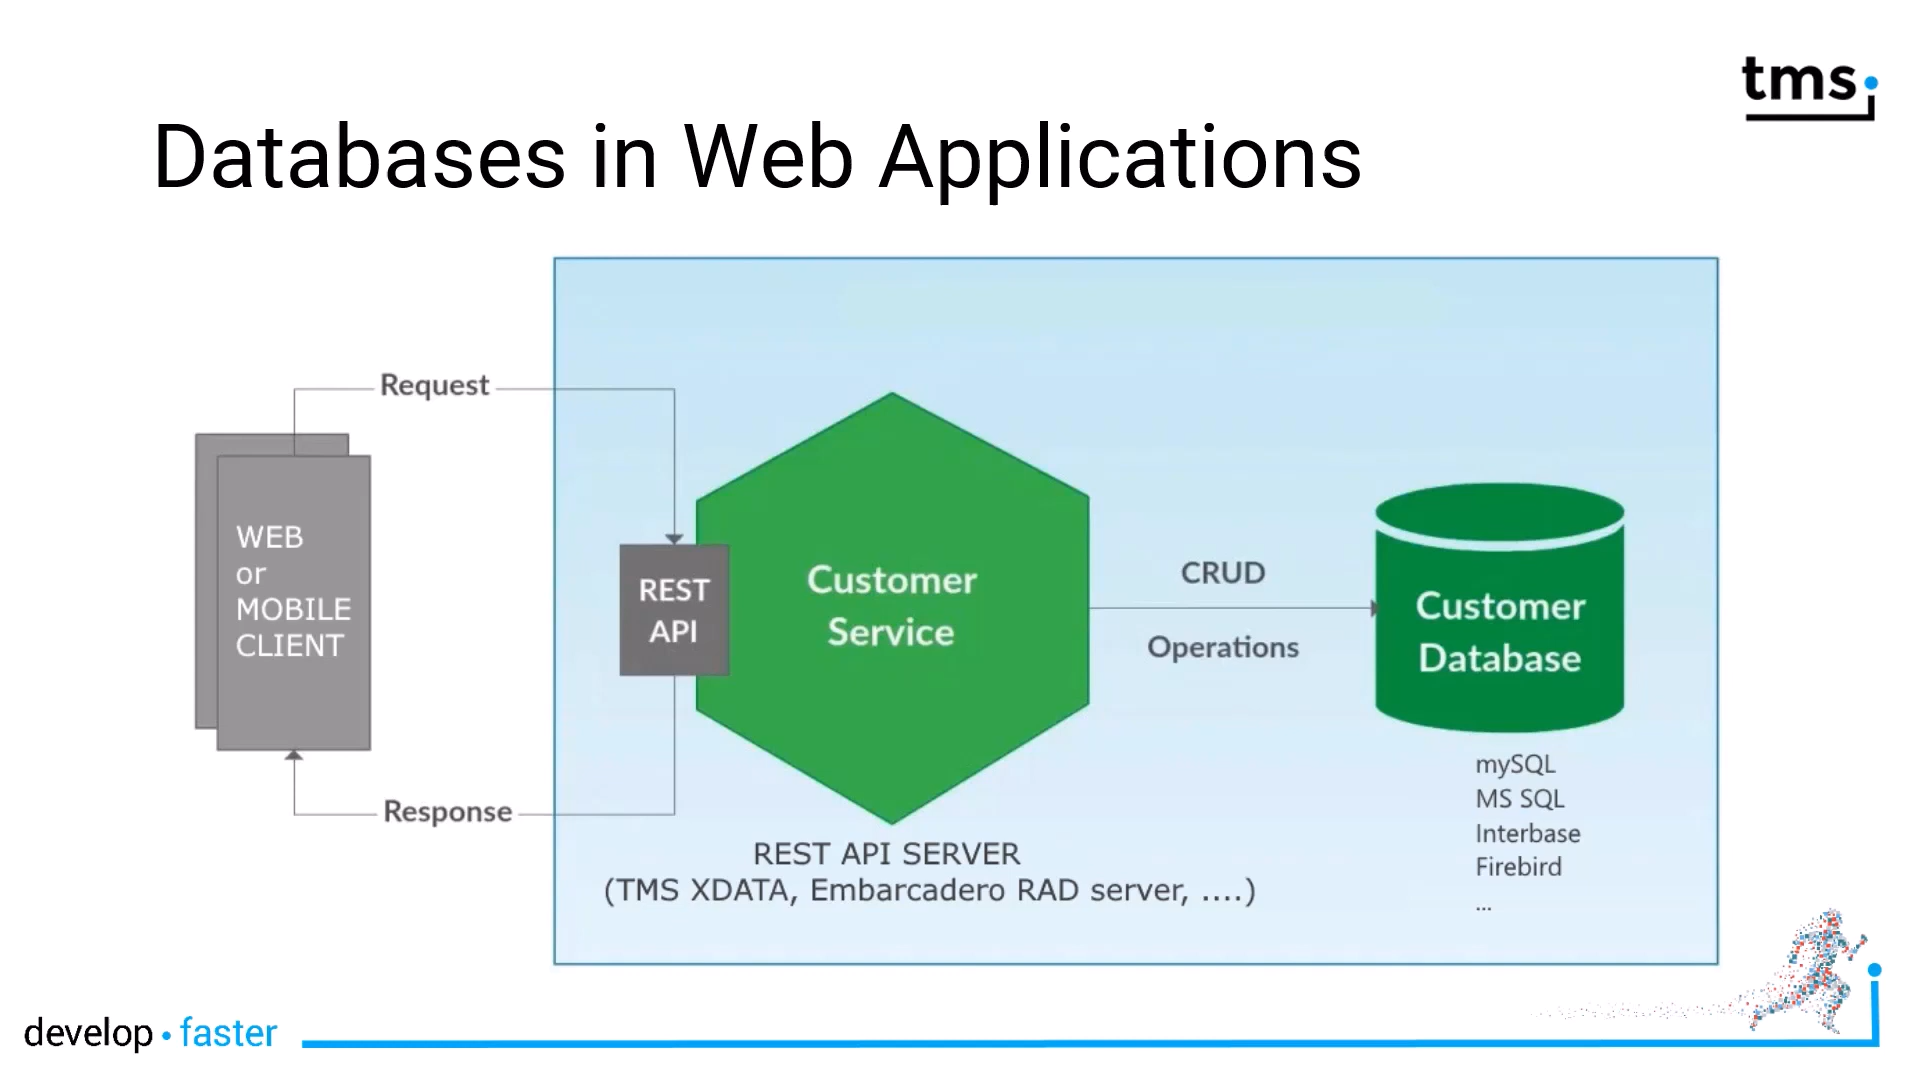 tms
Databases in Web Applications
Request
WEB
or
MOBILE
CLIENT
REST
API
Customer
Service
CRUD
Operations
Customer
Database
Response
REST API SERVER
(TMS XDATA, Embarcadero RAD server, ....)
mySQL
MS SQL
Interbase
Firebird
...
develop • faster